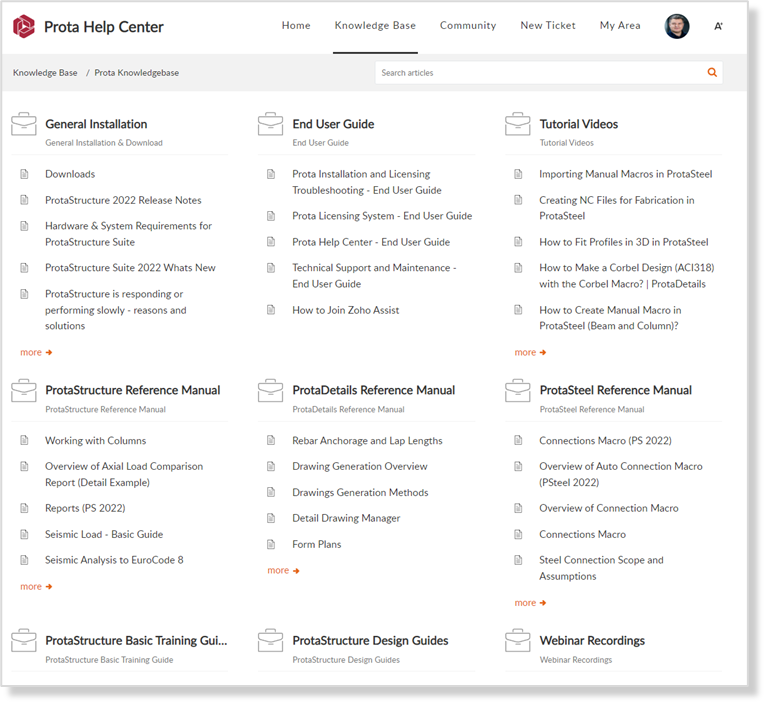 Prota Help Center
Home
Knowledge Base
Community
New Ticket
My Area
A+
Knowledge Base / Prota Knowledgebase
Search articles
General Installation
General Installation & Download
Downloads
ProtaStructure 2022 Release Notes
Hardware & System Requirements for
ProtaStructure Suite
ProtaStructure Suite 2022 Whats New
ProtaStructure is responding or
performing slowly - reasons and
solutions
more
End User Guide
End User Guide
Prota Installation and Licensing
Troubleshooting - End User Guide
Prota Licensing System - End User Guide
Prota Help Center - End User Guide
Technical Support and Maintenance -
End User Guide
How to Join Zoho Assist
Tutorial Videos
Tutorial Videos
Importing Manual Macros in ProtaSteel
Creating NC Files for Fabrication in
ProtaSteel
How to Fit Profiles in 3D in ProtaSteel
How to Make a Corbel Design (ACI318)
with the Corbel Macro? | ProtaDetails
How to Create Manual Macro in
ProtaSteel (Beam and Column)?
more
ProtaStructure Reference Manual
ProtaStructure Reference Manual
Working with Columns
Overview of Axial Load Comparison
Report (Detail Example)
Reports (PS 2022)
Seismic Load - Basic Guide
Seismic Analysis to EuroCode 8
more
ProtaDetails Reference Manual
ProtaDetails Reference Manual
Rebar Anchorage and Lap Lengths
Drawing Generation Overview
Drawings Generation Methods
Detail Drawing Manager
Form Plans
more
ProtaSteel Reference Manual
ProtaSteel Reference Manual
Connections Macro (PS 2022)
Overview of Auto Connection Macro
(PSteel 2022)
Overview of Connection Macro
Connections Macro
Steel Connection Scope and
Assumptions
more
ProtaStructure Basic Training Gui...
ProtaStructure Basic Training Guide
ProtaStructure Design Guides
ProtaStructure Design Guides
Webinar Recordings
Webinar Recordings